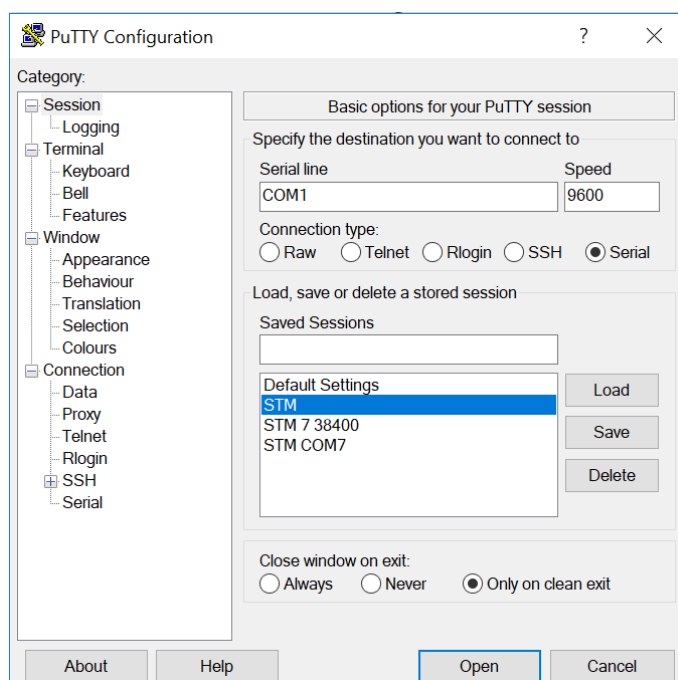 PuTTY Configuration ?
Category:
Session
Logging
Terminal
Keyboard
Bell
Features
Window
Appearance
Behaviour
Translation
Selection
Colours
Connection
Data
Proxy
Telnet
Rlogin
SSH
Serial
Basic options for your PuTTY session
Specify the destination you want to connect to
Serial line Speed
COM1 9600
Connection type:
Raw Telnet Rlogin SSH Serial
Load, save or delete a stored session
Saved Sessions
Default Settings
STM
STM 7 38400
STM COM7
Load
Save
Delete
Close window on exit:
Always Never Only on clean exit
About Help Open Cancel